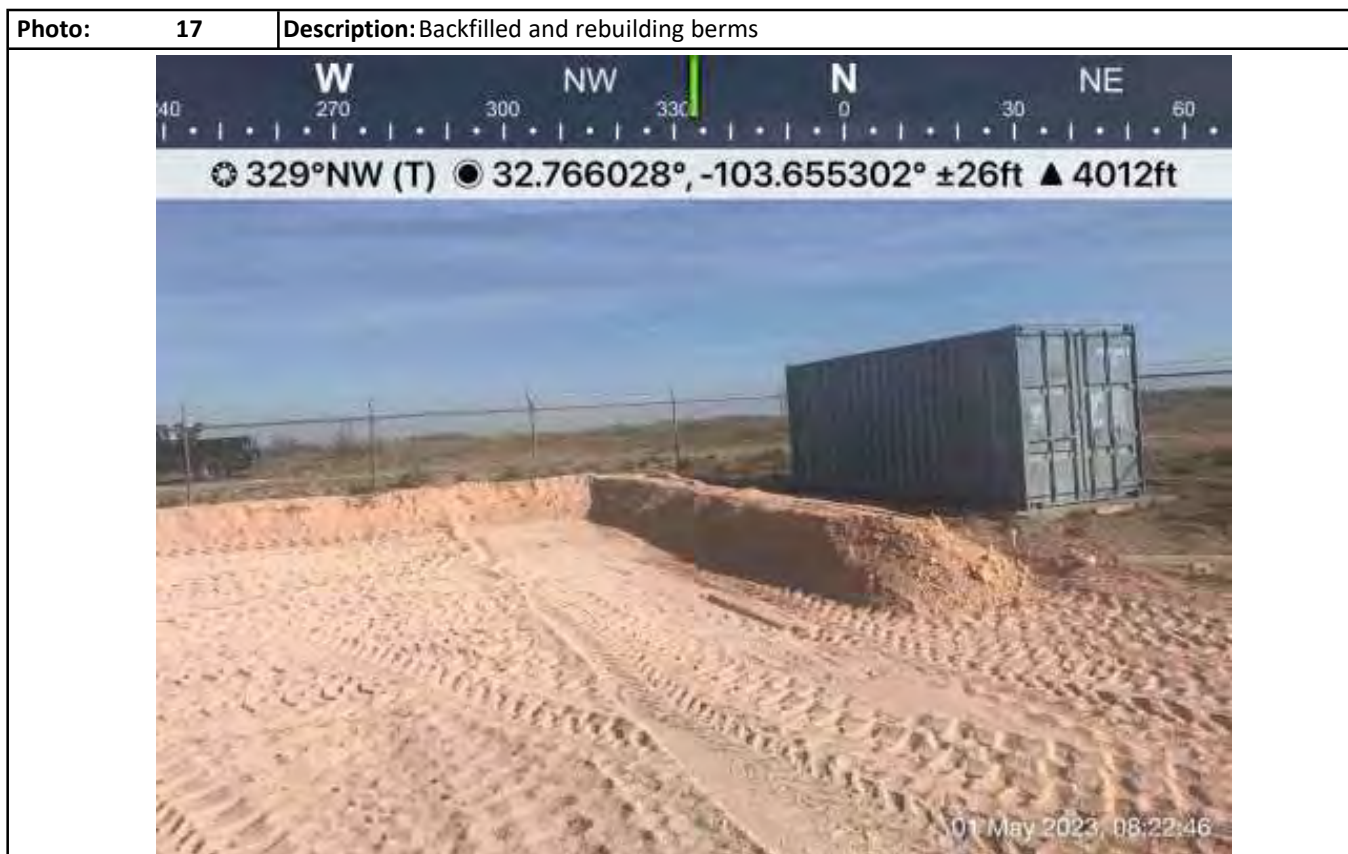 Photo: 17 Description: Backfilled and rebuilding berms
W NW N NE
240 270 300 330 0 30 60
329°NW (T) 32.766028°, -103.655302° ±26ft ▲ 4012ft
01 May 2023, 08:22:46